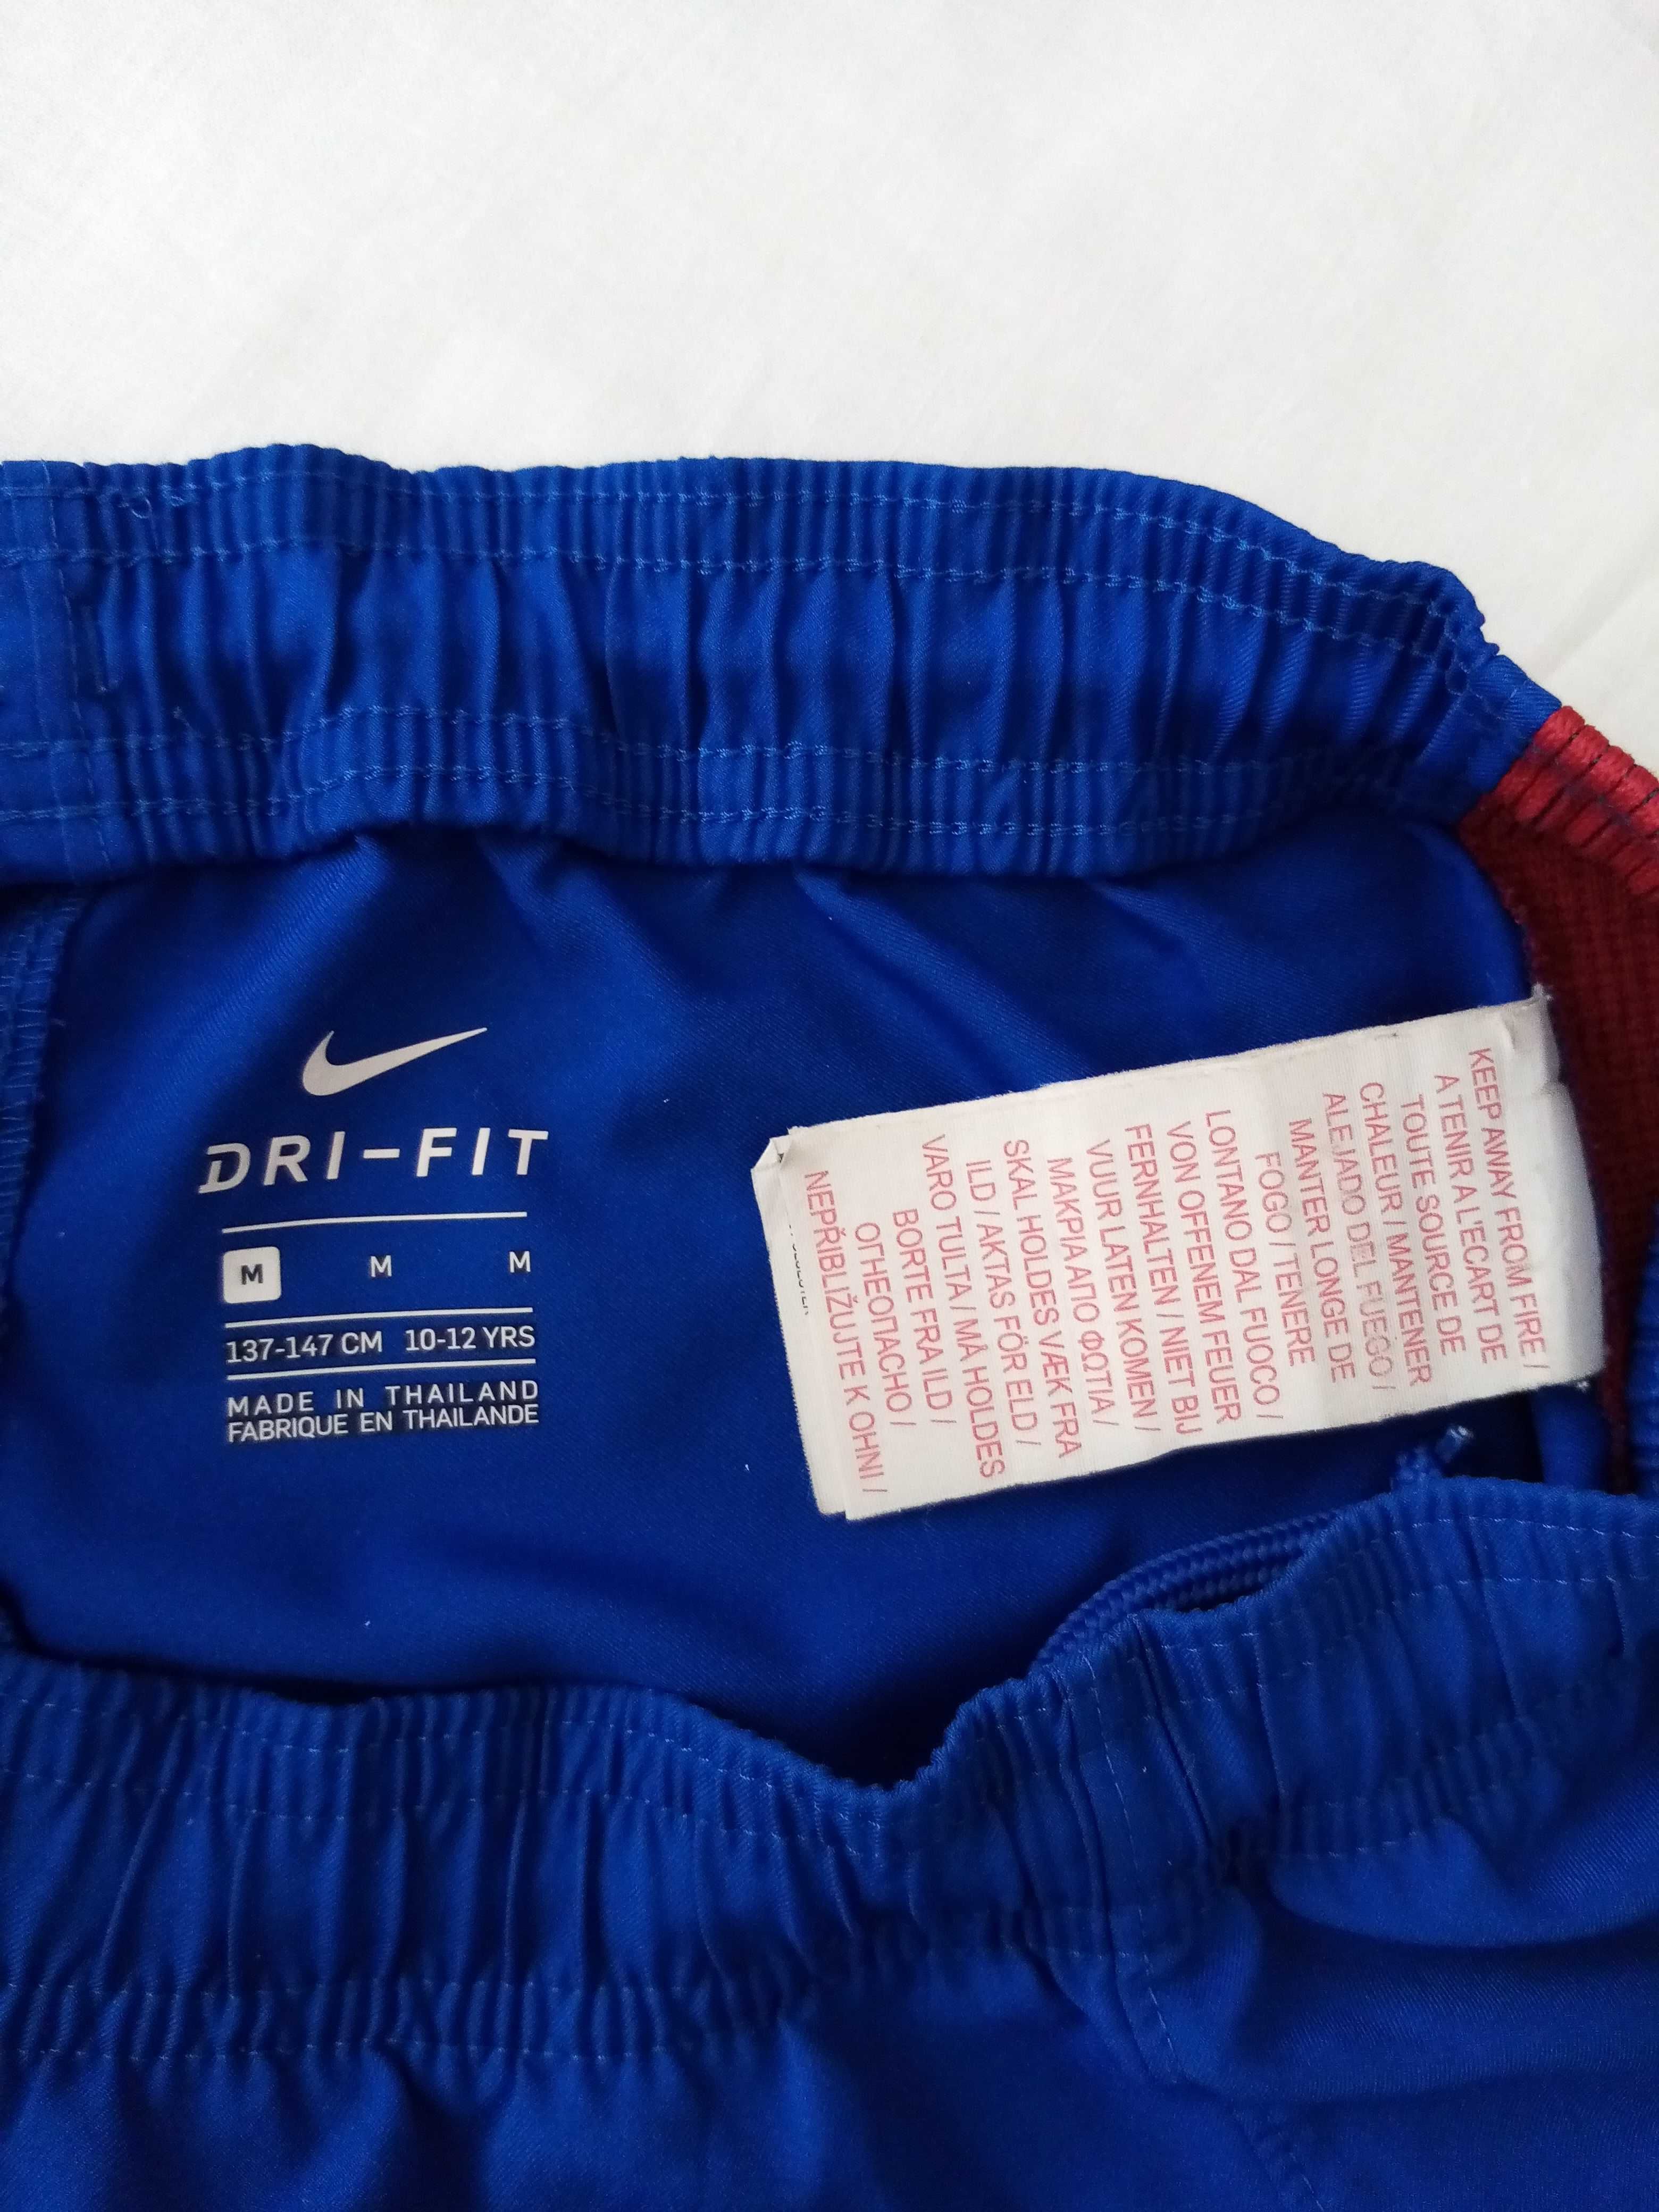 DRI-FIT
M M M
137-147 CM 10-12 YRS
MADE IN THAILAND
FABRIQUE EN THAILANDE
KEEP AWAY FROM FIRE /
A TENIR A L'ECART DE
TOUTE SOURCE DE
CHALEUR / MANTENER
ALEJADO DEL FUEGO /
MANTER LONGE DE
FOGO / TENERE
LONTANO DAL FUOCO /
VON OFFENEM FEUER
FERNHALTEN / NIET BIJ
VUUR LATEN KOMEN /
ΜΑΚΡΙΑ ΑΠΟ ΦΩΤΙΑ /
SKAL HOLDES VÆK FRA
ILD / AKTAS FÖR ELD /
VARO TULTA / MÅ HOLDES
BORTE FRA ILD /
ОГНЕОПАСНО /
NEPŘIBLIŽUJTE K OHNI /